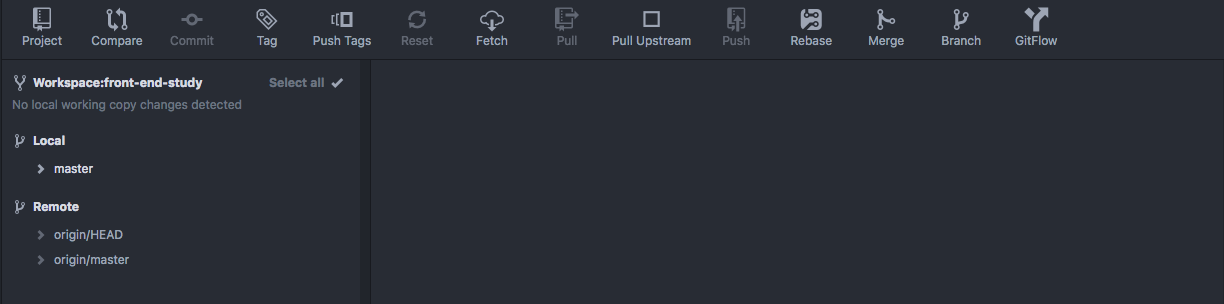 Project Compare Commit Tag Push Tags Reset Fetch Pull Pull Upstream Push Rebase Merge Branch GitFlow
Workspace:front-end-study Select all
No local working copy changes detected
Local
master
Remote
origin/HEAD
origin/master